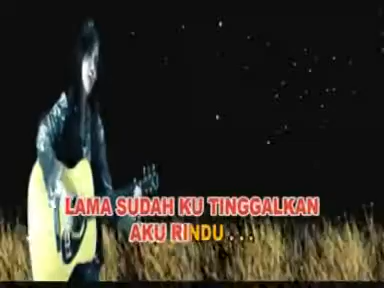 LAMA SUDAH KU TINGGALKAN
AKU RINDU . . .